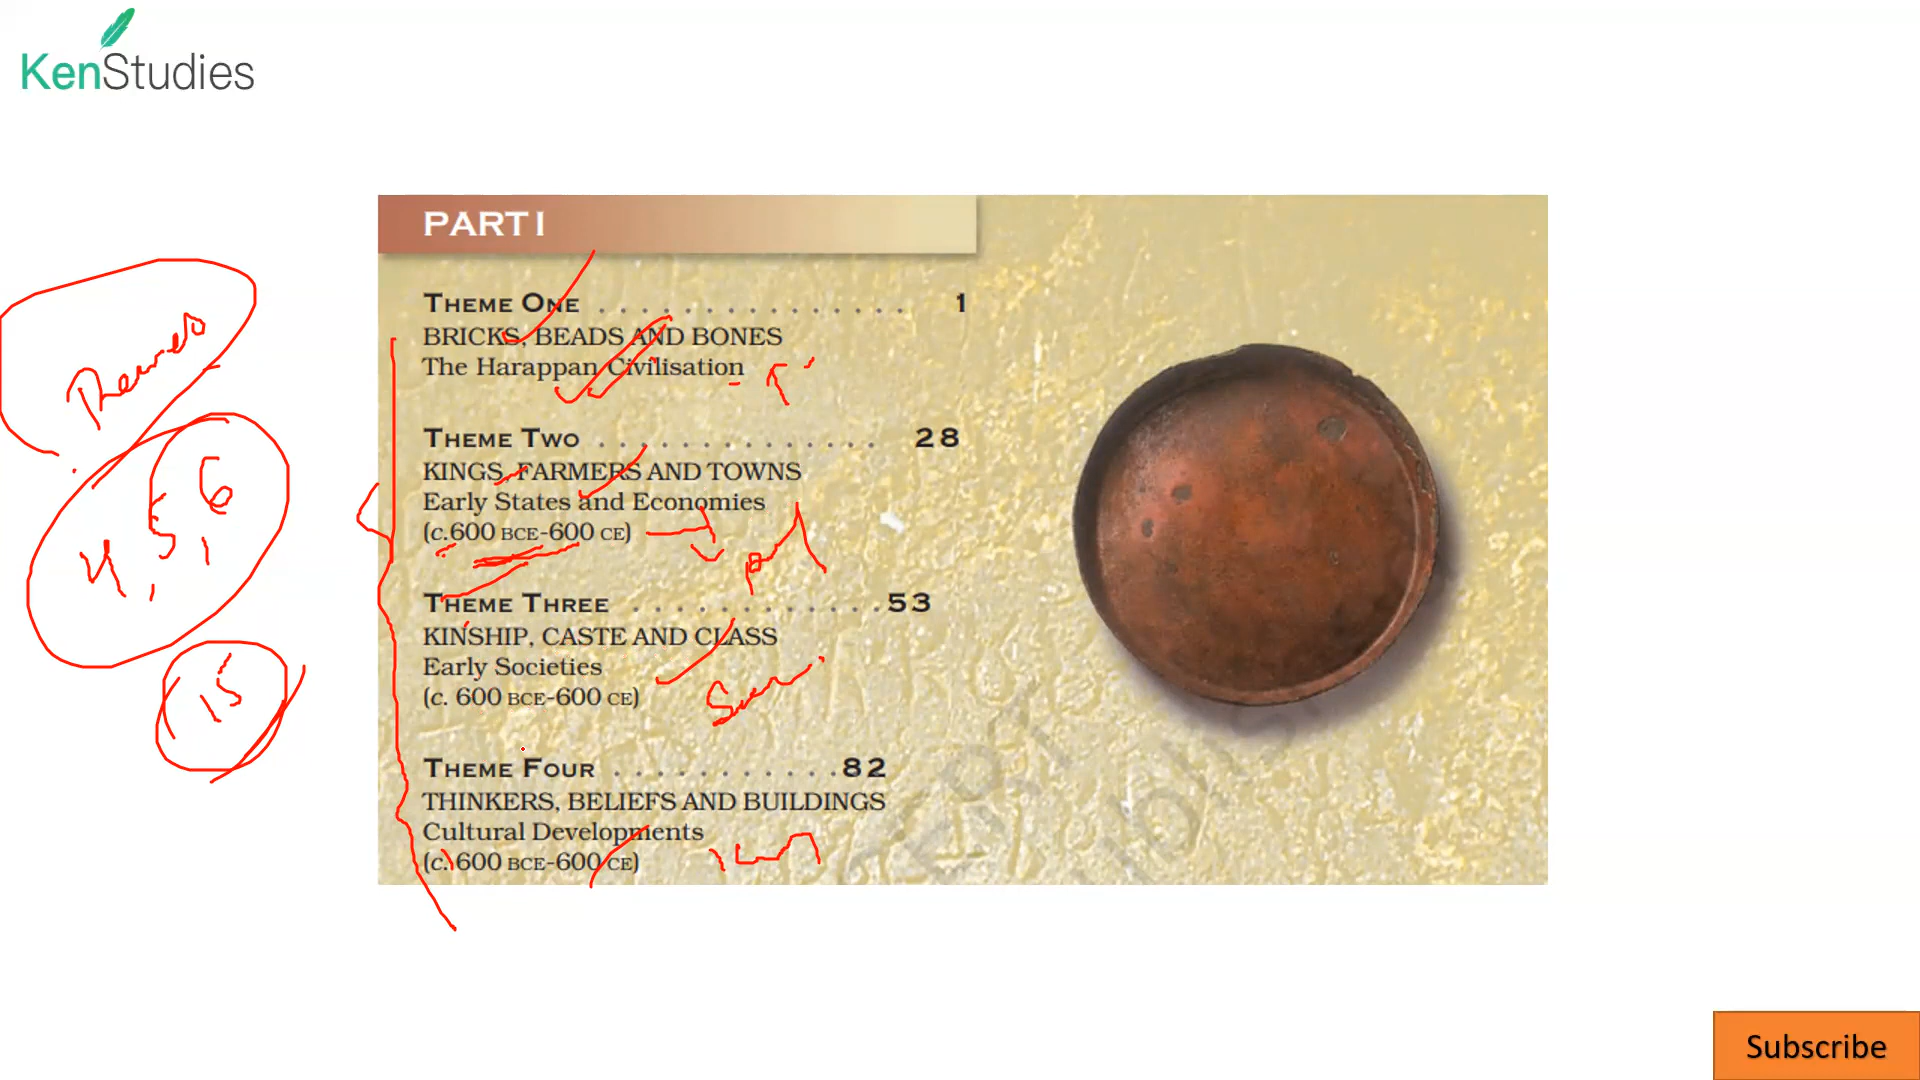 KenStudies
PART I
THEME ONE . . . . . . . . . . . . . . . 1
BRICKS, BEADS AND BONES
The Harappan Civilisation
THEME TWO . . . . . . . . . . . . . . 28
KINGS, FARMERS AND TOWNS
Early States and Economies
(c.600 BCE-600 CE)
THEME THREE . . . . . . . . . . . . . 53
KINSHIP, CASTE AND CLASS
Early Societies
(c. 600 BCE-600 CE)
THEME FOUR . . . . . . . . . . . . 82
THINKERS, BELIEFS AND BUILDINGS
Cultural Developments
(c. 600 BCE-600 CE)
Themes
4, 5, 6
15
Subscribe